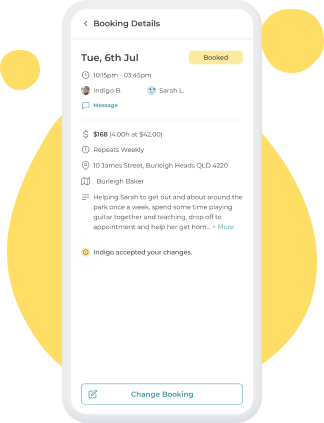 Booking Details
Tue, 6th Jul
Booked
10:15pm - 03:45pm
Indigo B.
Sarah L.
Message
$168 (4.00h at $42.00)
Repeats Weekly
10 James Street, Burleigh Heads QLD 4220
Burleigh Baker
Helping Sarah to get out and about around the
park once a week, spend some time playing
guitar together and teaching, drop off to
appointment and help her get hom... + More
Indigo accepted your changes.
Change Booking